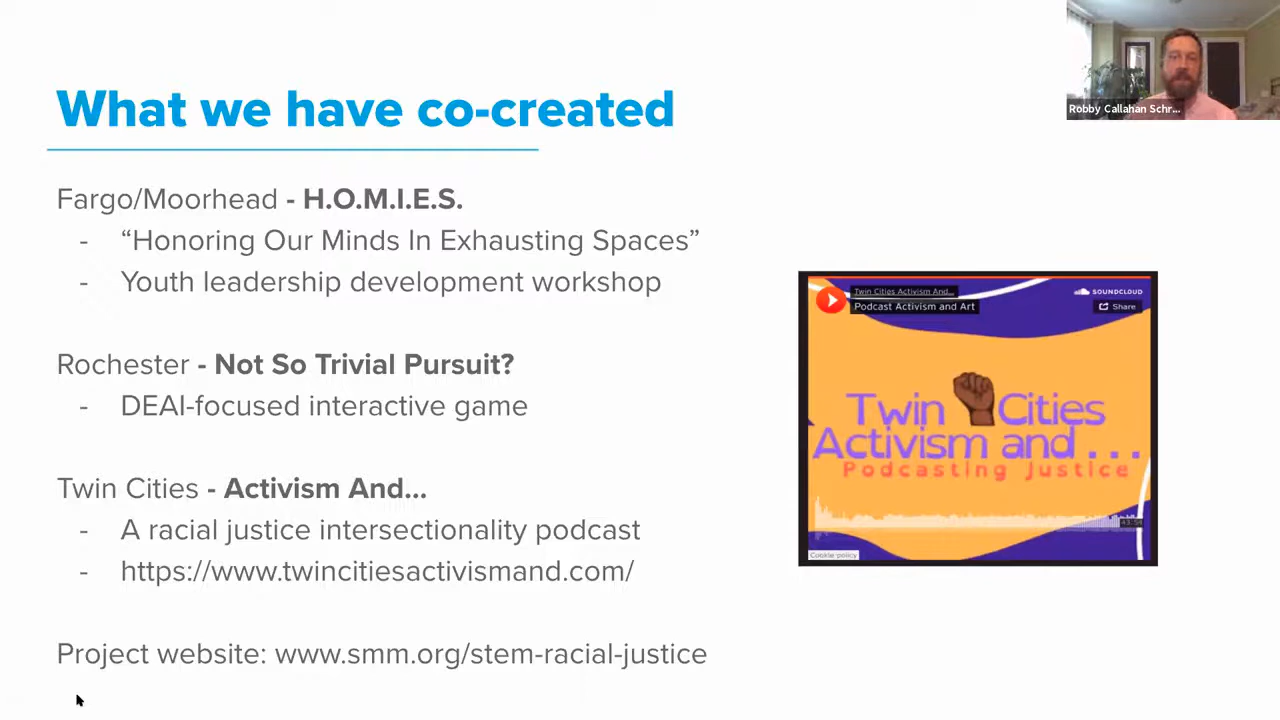 What we have co-created
Robby Callahan Schr...
Fargo/Moorhead - H.O.M.I.E.S.
- “Honoring Our Minds In Exhausting Spaces”
- Youth leadership development workshop
Rochester - Not So Trivial Pursuit?
- DEAI-focused interactive game
Twin Cities - Activism And...
- A racial justice intersectionality podcast
- https://www.twincitiesactivismand.com/
Project website: www.smm.org/stem-racial-justice
Twin Cities Activism And...
SOUNDCLOUD
Podcast Activism and Art
Share
Twin Cities
Activism and...
Podcasting Justice
Cookie policy